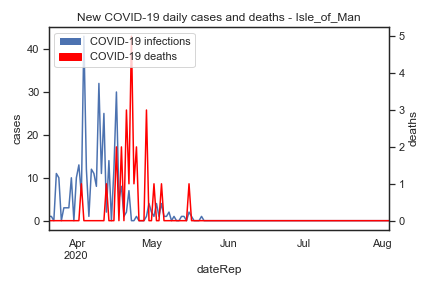 New COVID-19 daily cases and deaths - Isle_of_Man
COVID-19 infections
COVID-19 deaths
40
30
20
10
0
cases
5
4
3
2
1
0
deaths
Apr
2020
May
Jun
Jul
Aug
dateRep